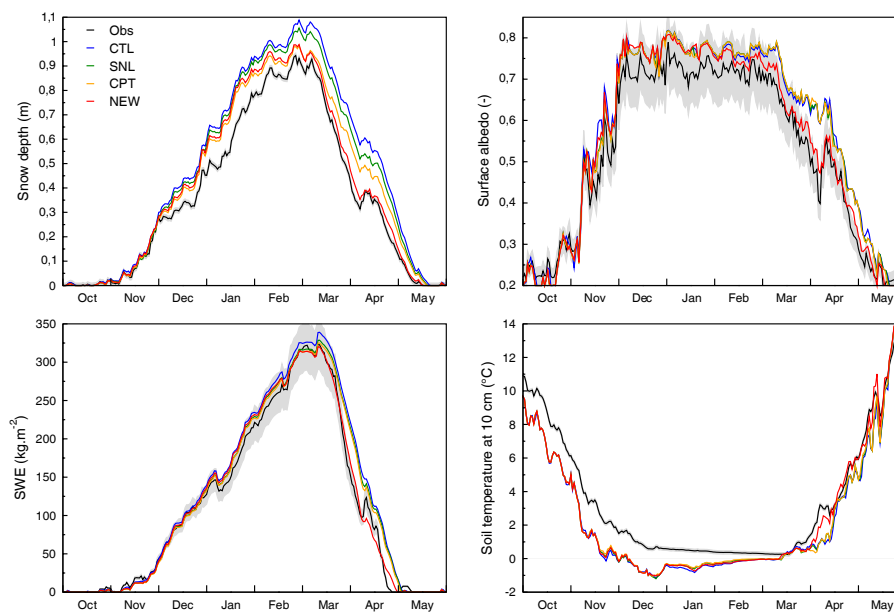 Snow depth (m)
1,1
1
0,9
0,8
0,7
0,6
0,5
0,4
0,3
0,2
0,1
0
Obs
CTL
SNL
CPT
NEW
Oct Nov Dec Jan Feb Mar Apr May
Surface albedo (-)
0,8
0,7
0,6
0,5
0,4
0,3
0,2
Oct Nov Dec Jan Feb Mar Apr May
SWE (kg.m-2)
350
300
250
200
150
100
50
0
Oct Nov Dec Jan Feb Mar Apr May
Soil temperature at 10 cm (°C)
14
12
10
8
6
4
2
0
-2
Oct Nov Dec Jan Feb Mar Apr May